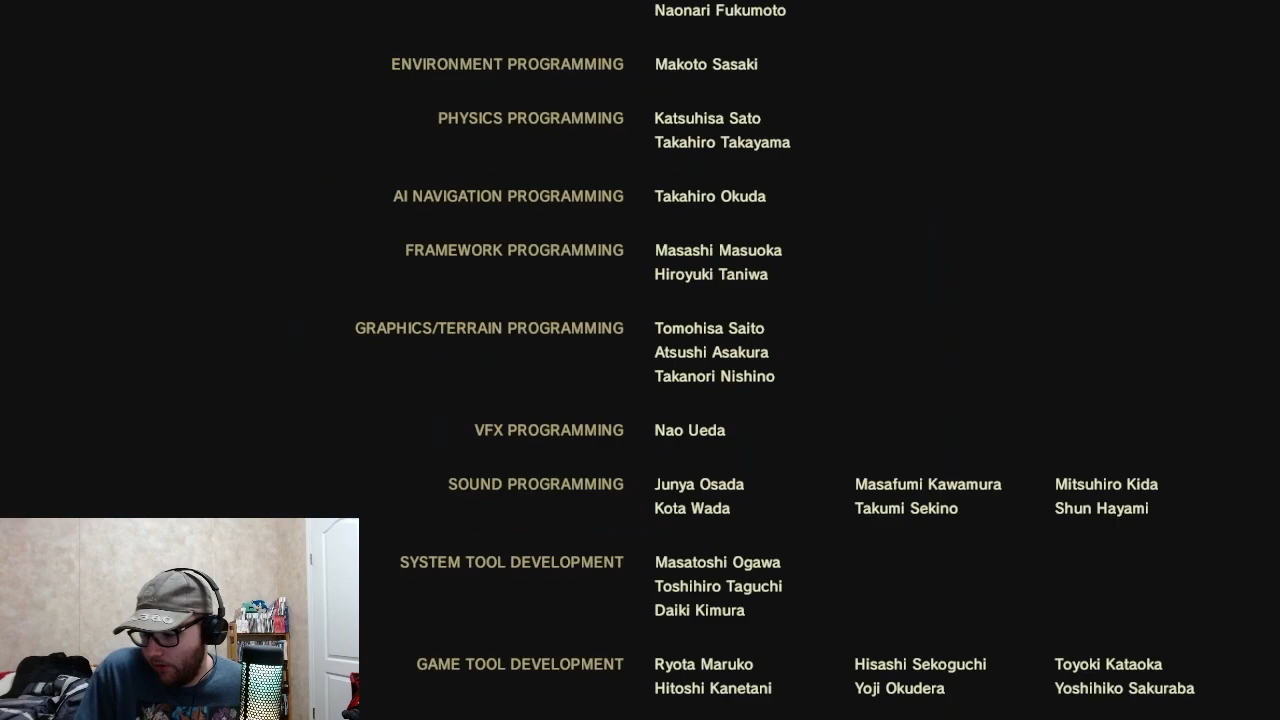 Naonari Fukumoto
ENVIRONMENT PROGRAMMING Makoto Sasaki
PHYSICS PROGRAMMING Katsuhisa Sato
Takahiro Takayama
AI NAVIGATION PROGRAMMING Takahiro Okuda
FRAMEWORK PROGRAMMING Masashi Masuoka
Hiroyuki Taniwa
GRAPHICS/TERRAIN PROGRAMMING Tomohisa Saito
Atsushi Asakura
Takanori Nishino
VFX PROGRAMMING Nao Ueda
SOUND PROGRAMMING Junya Osada Masafumi Kawamura Mitsuhiro Kida
Kota Wada Takumi Sekino Shun Hayami
SYSTEM TOOL DEVELOPMENT Masatoshi Ogawa
Toshihiro Taguchi
Daiki Kimura
GAME TOOL DEVELOPMENT Ryota Maruko Hisashi Sekoguchi Toyoki Kataoka
Hitoshi Kanetani Yoji Okudera Yoshihiko Sakuraba